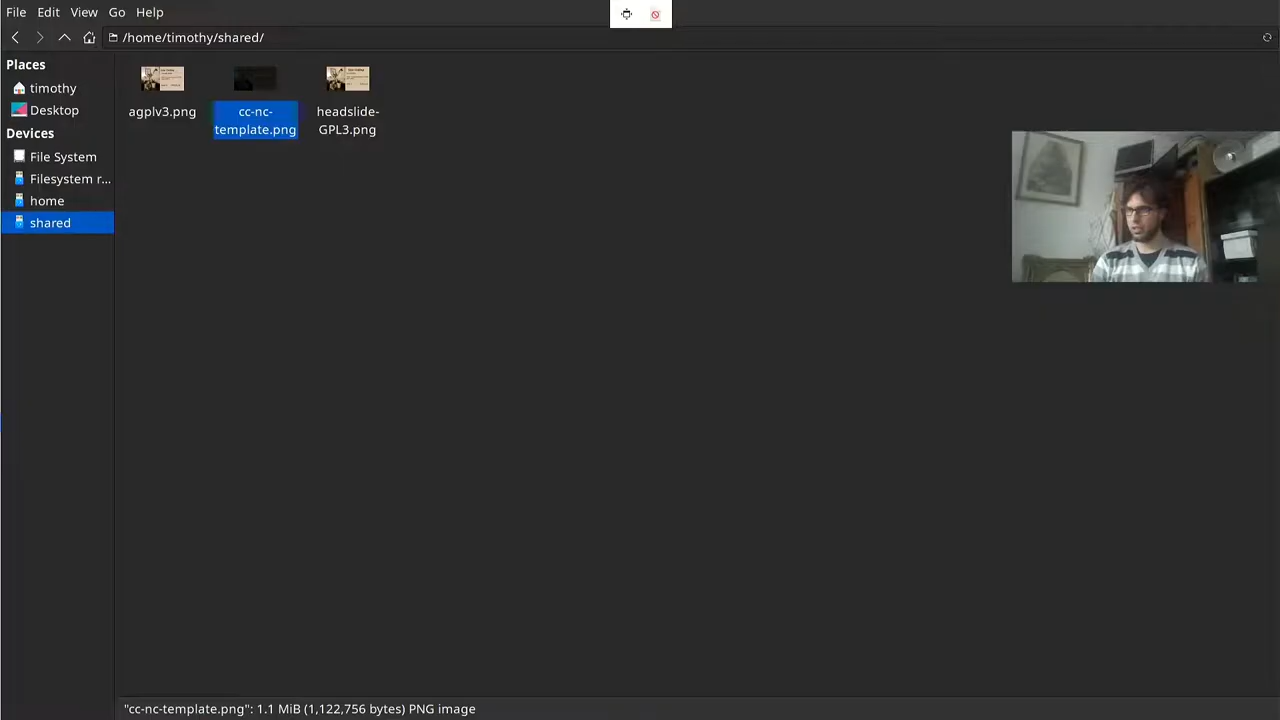 File Edit View Go Help
/home/timothy/shared/
Places
timothy
Desktop
Devices
File System
Filesystem r...
home
shared
agplv3.png
cc-nc-
template.png
headslide-
GPL3.png
"cc-nc-template.png": 1.1 MiB (1,122,756 bytes) PNG image